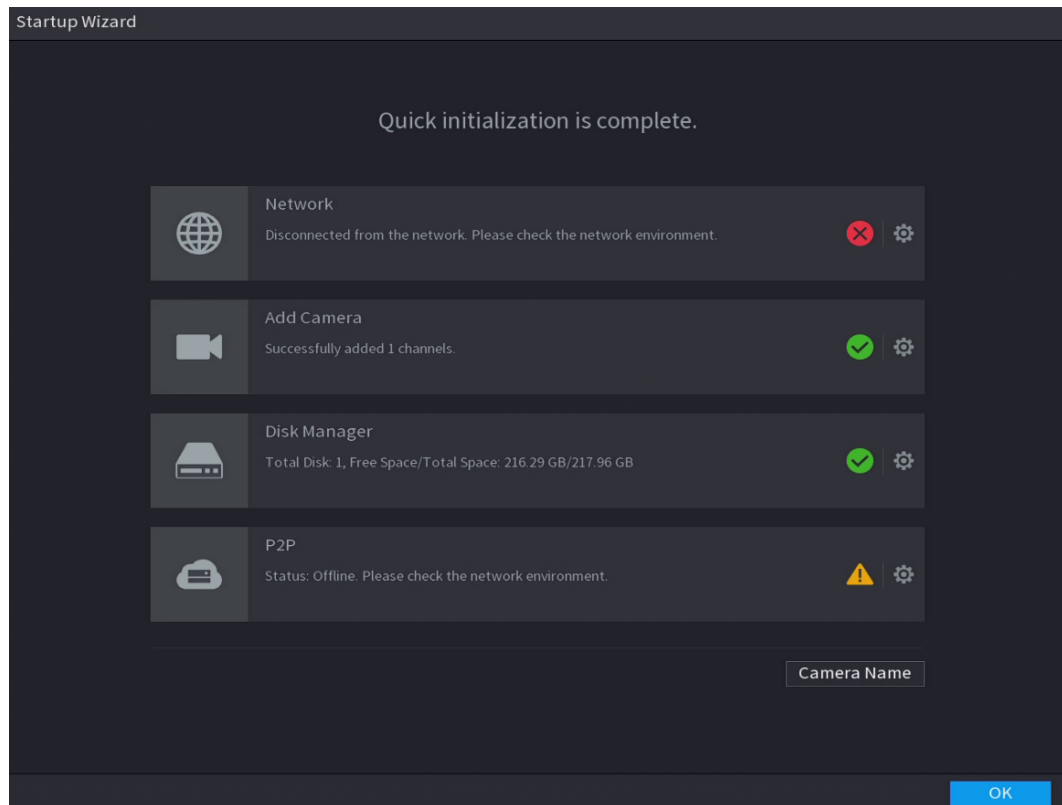 Startup Wizard
Quick initialization is complete.
Network
Disconnected from the network. Please check the network environment.
Add Camera
Successfully added 1 channels.
Disk Manager
Total Disk: 1, Free Space/Total Space: 216.29 GB/217.96 GB
P2P
Status: Offline. Please check the network environment.
Camera Name
OK